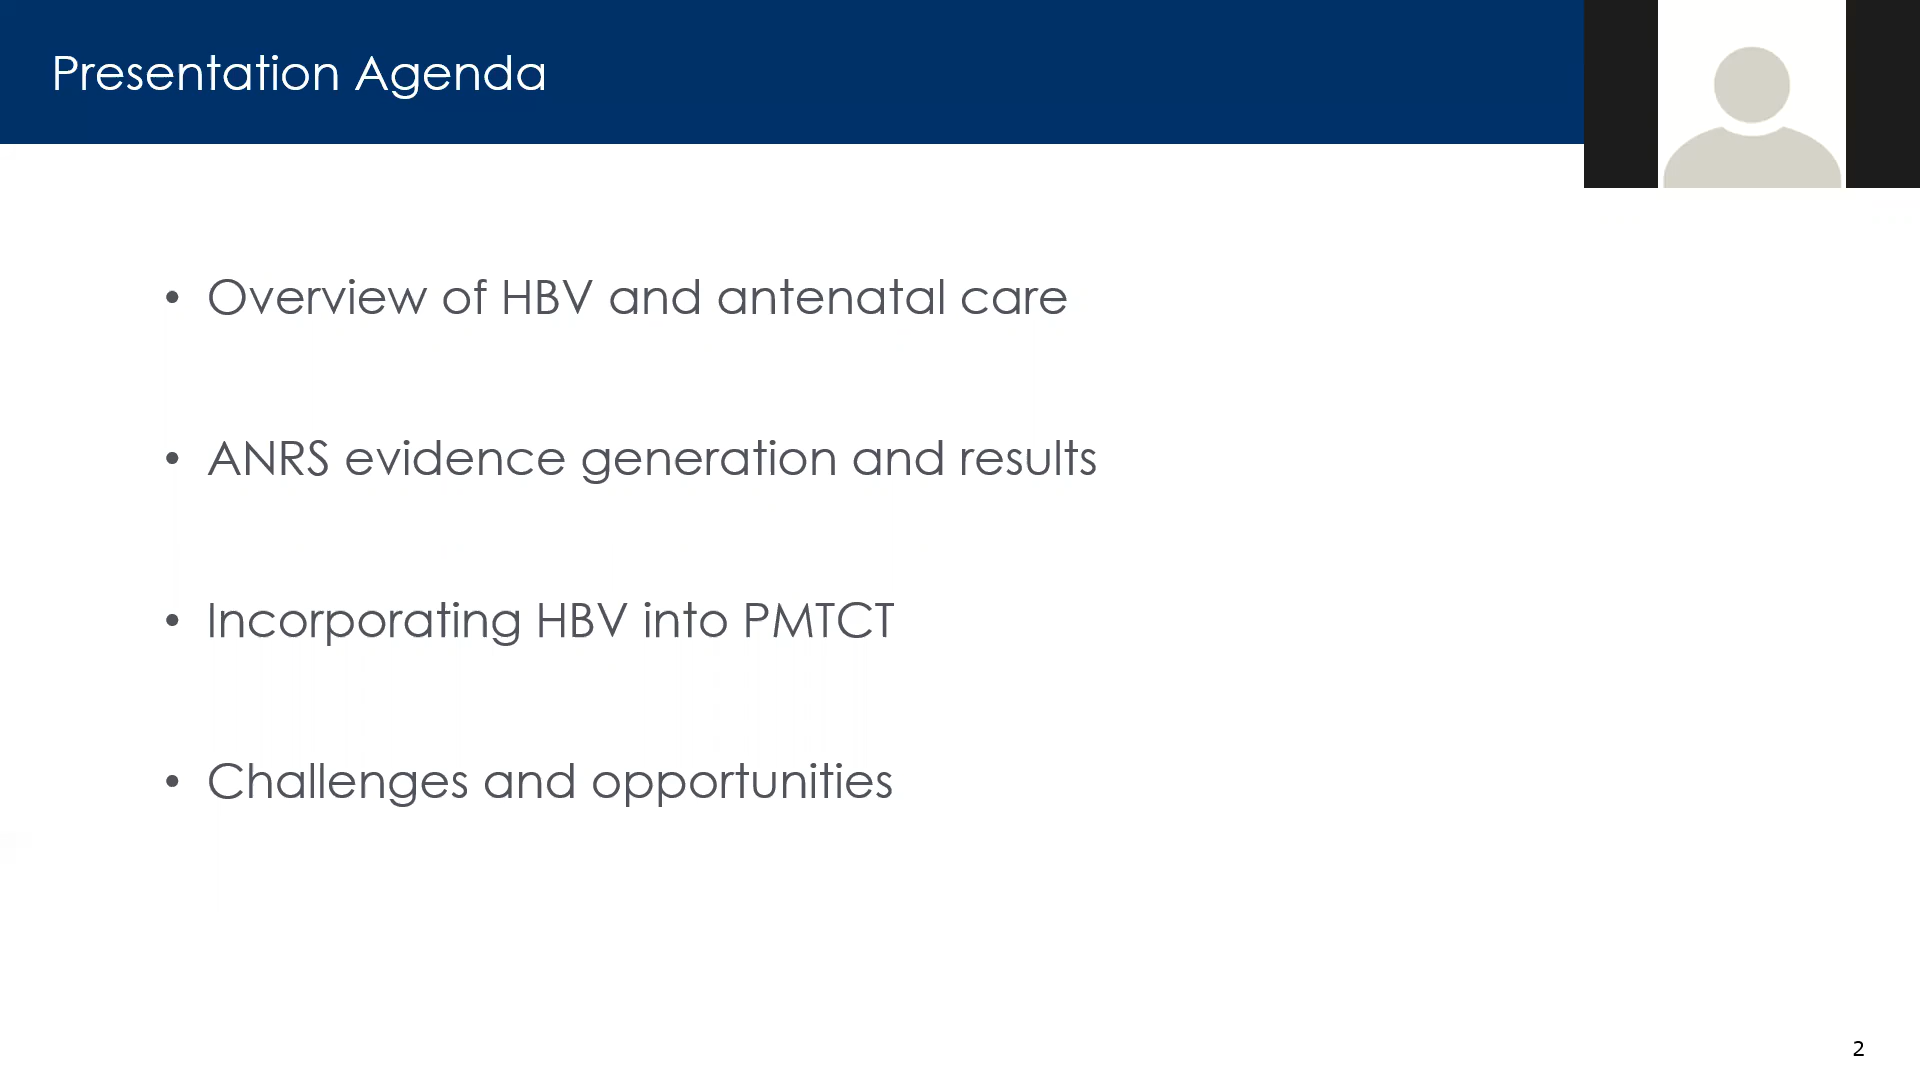 Presentation Agenda
• Overview of HBV and antenatal care
• ANRS evidence generation and results
• Incorporating HBV into PMTCT
• Challenges and opportunities
2